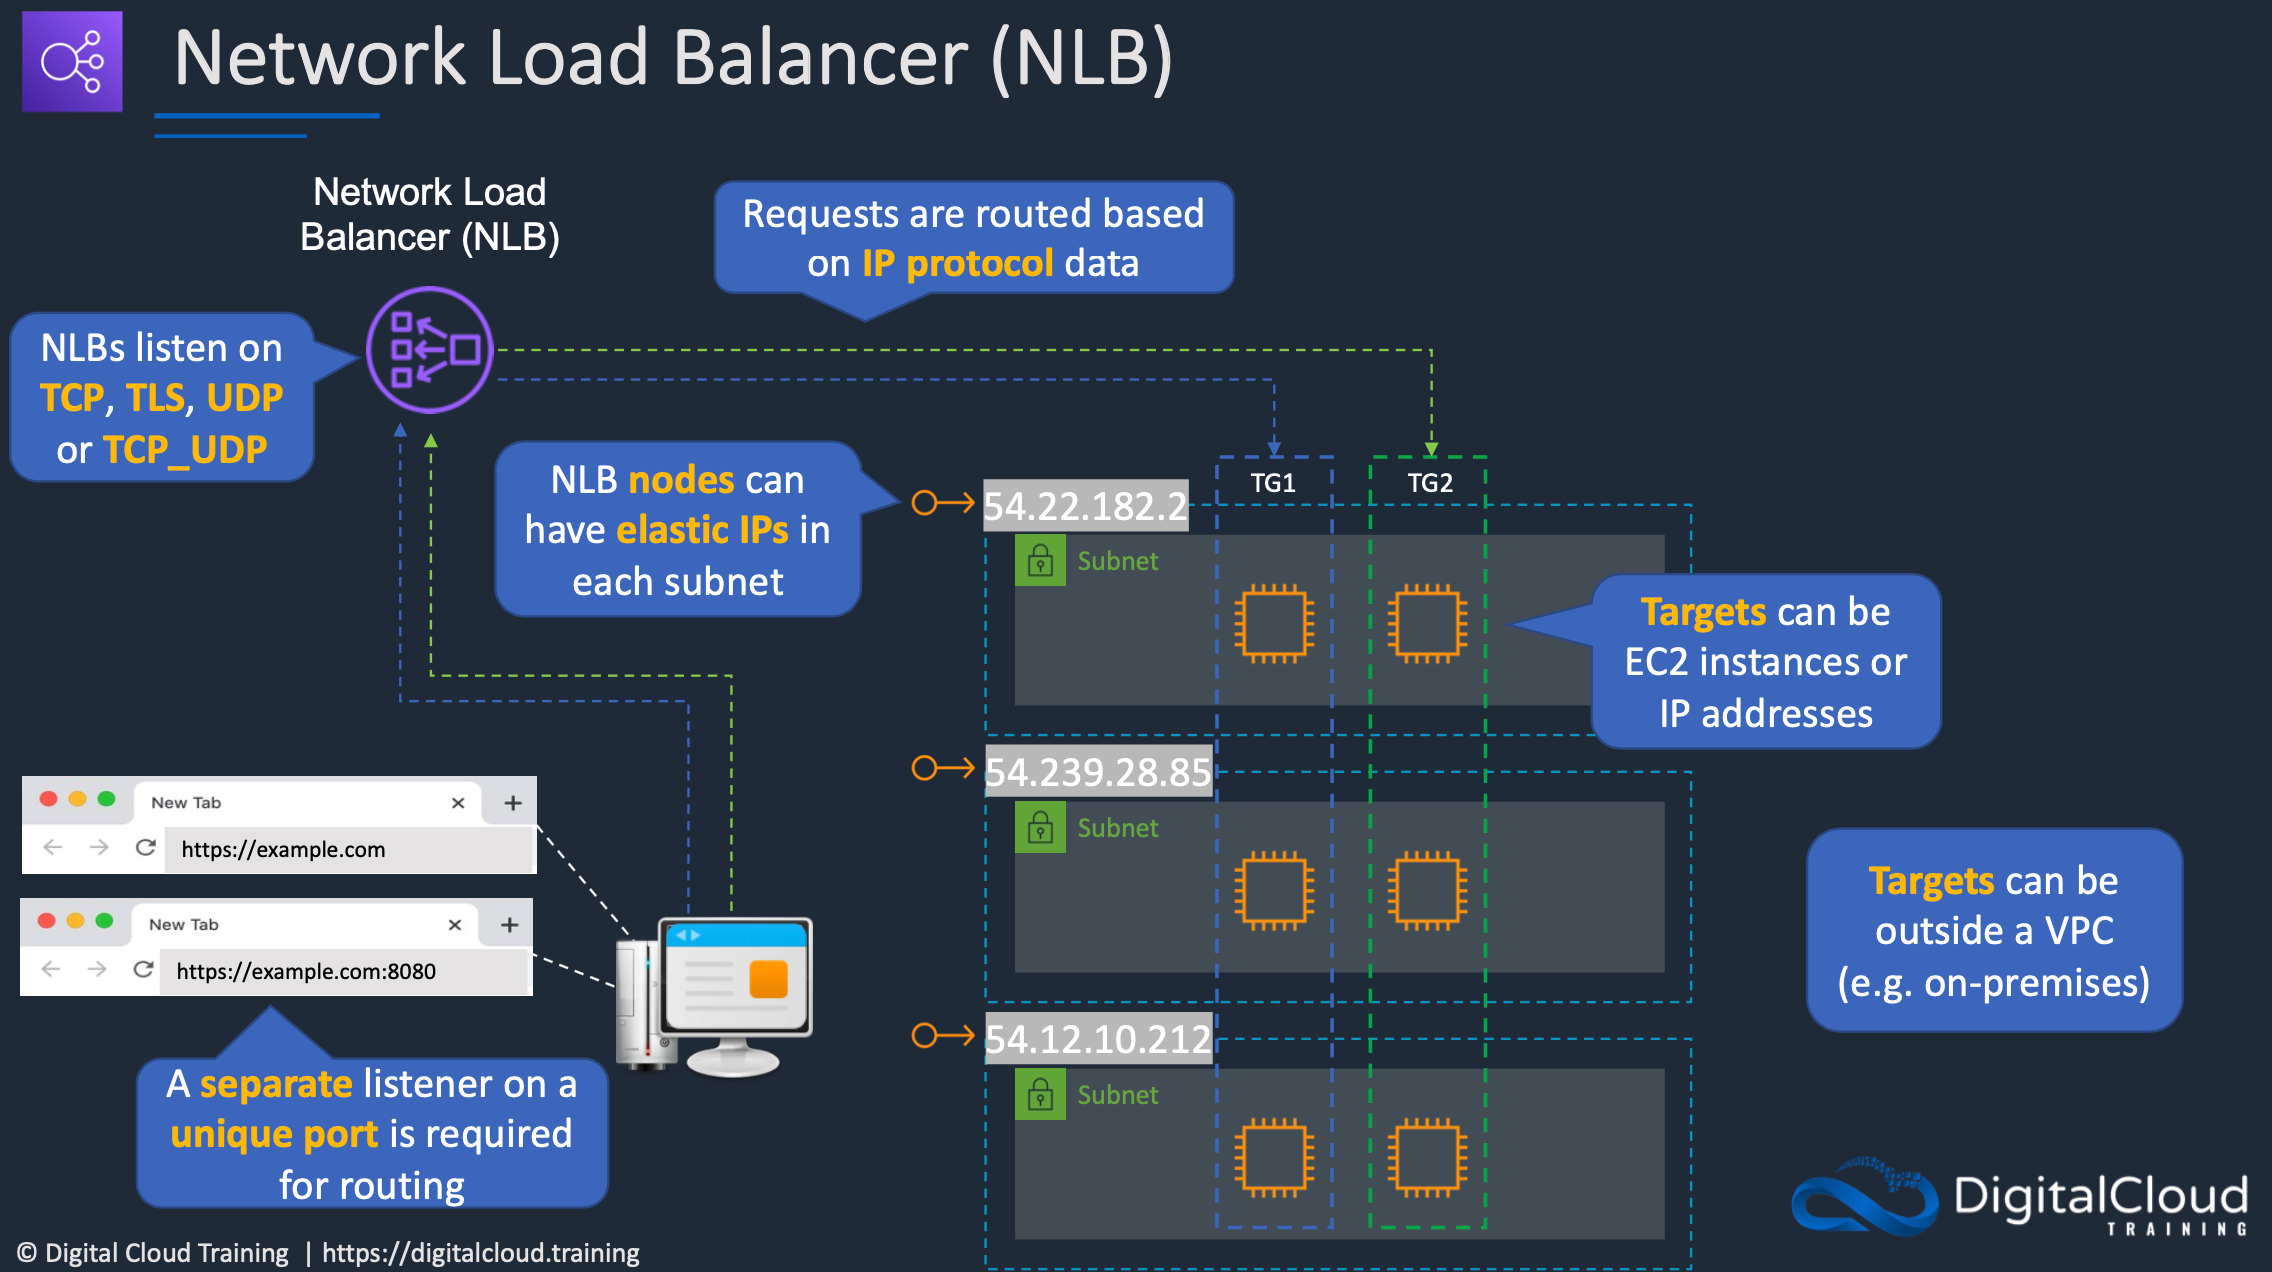 Network Load Balancer (NLB)
Network Load
Balancer (NLB)
Requests are routed based
on IP protocol data
NLBs listen on
TCP, TLS, UDP
or TCP_UDP
NLB nodes can
have elastic IPs in
each subnet
TG1
TG2
54.22.182.2
Subnet
Targets can be
EC2 instances or
IP addresses
54.239.28.85
Subnet
New Tab
https://example.com
New Tab
https://example.com:8080
Targets can be
outside a VPC
(e.g. on-premises)
54.12.10.212
Subnet
A separate listener on a
unique port is required
for routing
DigitalCloud
TRAINING
© Digital Cloud Training | https://digitalcloud.training